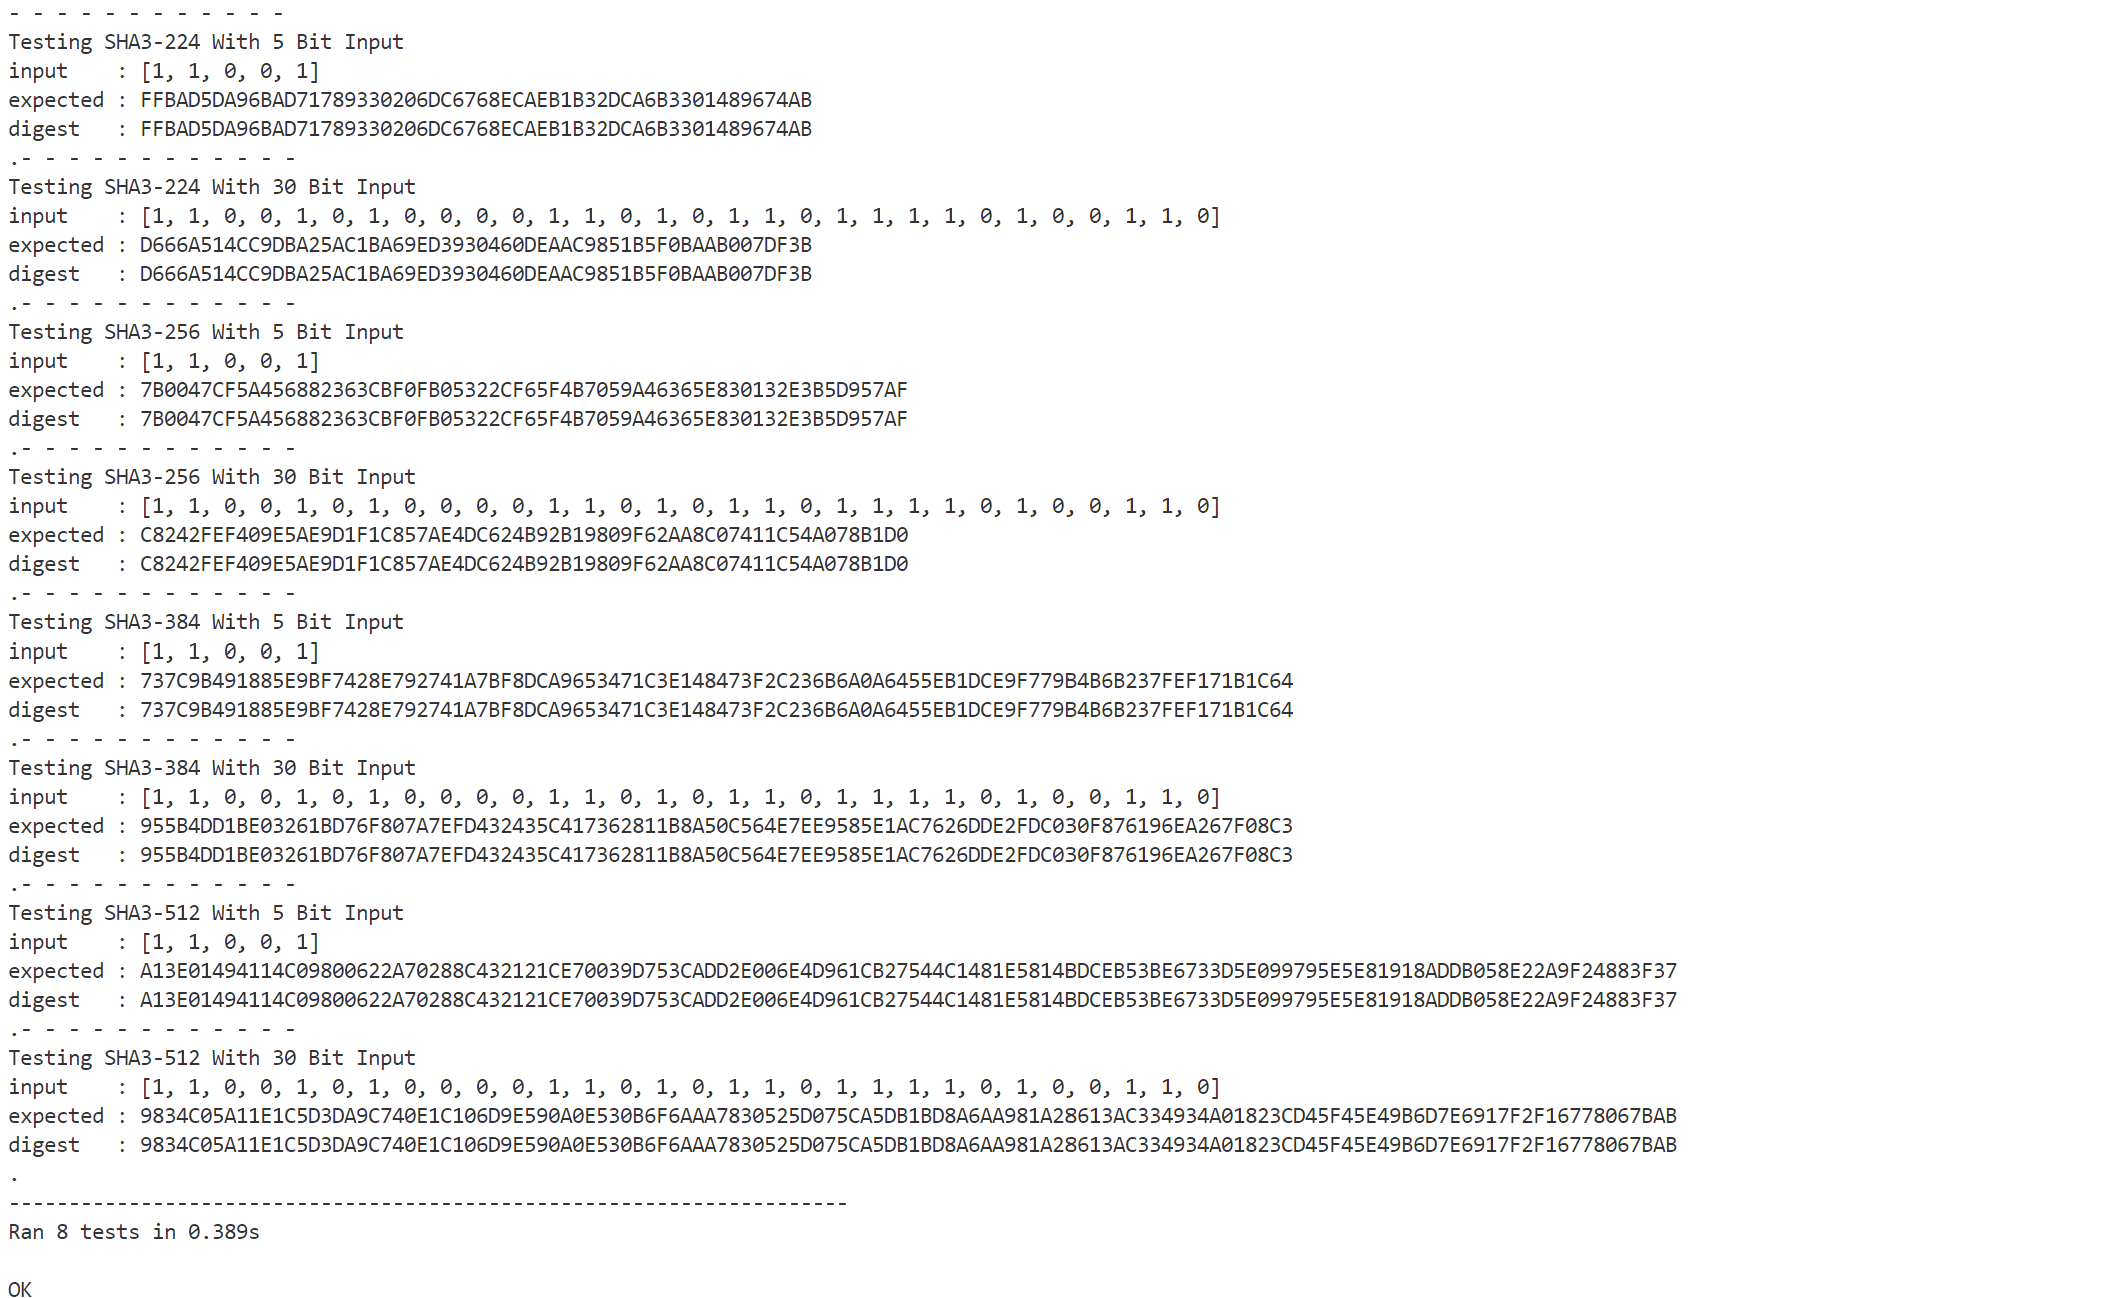 - - - - - - - - - - - -
Testing SHA3-224 With 5 Bit Input
input    : [1, 1, 0, 0, 1]
expected : FFBAD5DA96BAD71789330206DC6768ECAEB1B32DCA6B3301489674AB
digest   : FFBAD5DA96BAD71789330206DC6768ECAEB1B32DCA6B3301489674AB
.- - - - - - - - - - - -
Testing SHA3-224 With 30 Bit Input
input    : [1, 1, 0, 0, 1, 0, 1, 0, 0, 0, 0, 1, 1, 0, 1, 0, 1, 1, 0, 1, 1, 1, 1, 0, 1, 0, 0, 1, 1, 0]
expected : D666A514CC9DBA25AC1BA69ED3930460DEAAC9851B5F0BAAB007DF3B
digest   : D666A514CC9DBA25AC1BA69ED3930460DEAAC9851B5F0BAAB007DF3B
.- - - - - - - - - - - -
Testing SHA3-256 With 5 Bit Input
input    : [1, 1, 0, 0, 1]
expected : 7B0047CF5A456882363CBF0FB05322CF65F4B7059A46365E830132E3B5D957AF
digest   : 7B0047CF5A456882363CBF0FB05322CF65F4B7059A46365E830132E3B5D957AF
.- - - - - - - - - - - -
Testing SHA3-256 With 30 Bit Input
input    : [1, 1, 0, 0, 1, 0, 1, 0, 0, 0, 0, 1, 1, 0, 1, 0, 1, 1, 0, 1, 1, 1, 1, 0, 1, 0, 0, 1, 1, 0]
expected : C8242FEF409E5AE9D1F1C857AE4DC624B92B19809F62AA8C07411C54A078B1D0
digest   : C8242FEF409E5AE9D1F1C857AE4DC624B92B19809F62AA8C07411C54A078B1D0
.- - - - - - - - - - - -
Testing SHA3-384 With 5 Bit Input
input    : [1, 1, 0, 0, 1]
expected : 737C9B491885E9BF7428E792741A7BF8DCA9653471C3E148473F2C236B6A0A6455EB1DCE9F779B4B6B237FEF171B1C64
digest   : 737C9B491885E9BF7428E792741A7BF8DCA9653471C3E148473F2C236B6A0A6455EB1DCE9F779B4B6B237FEF171B1C64
.- - - - - - - - - - - -
Testing SHA3-384 With 30 Bit Input
input    : [1, 1, 0, 0, 1, 0, 1, 0, 0, 0, 0, 1, 1, 0, 1, 0, 1, 1, 0, 1, 1, 1, 1, 0, 1, 0, 0, 1, 1, 0]
expected : 955B4DD1BE03261BD76F807A7EFD432435C417362811B8A50C564E7EE9585E1AC7626DDE2FDC030F876196EA267F08C3
digest   : 955B4DD1BE03261BD76F807A7EFD432435C417362811B8A50C564E7EE9585E1AC7626DDE2FDC030F876196EA267F08C3
.- - - - - - - - - - - -
Testing SHA3-512 With 5 Bit Input
input    : [1, 1, 0, 0, 1]
expected : A13E01494114C09800622A70288C432121CE70039D753CADD2E006E4D961CB27544C1481E5814BDCEB53BE6733D5E099795E5E81918ADDB058E22A9F24883F37
digest   : A13E01494114C09800622A70288C432121CE70039D753CADD2E006E4D961CB27544C1481E5814BDCEB53BE6733D5E099795E5E81918ADDB058E22A9F24883F37
.- - - - - - - - - - - -
Testing SHA3-512 With 30 Bit Input
input    : [1, 1, 0, 0, 1, 0, 1, 0, 0, 0, 0, 1, 1, 0, 1, 0, 1, 1, 0, 1, 1, 1, 1, 0, 1, 0, 0, 1, 1, 0]
expected : 9834C05A11E1C5D3DA9C740E1C106D9E590A0E530B6F6AAA7830525D075CA5DB1BD8A6AA981A28613AC334934A01823CD45F45E49B6D7E6917F2F16778067BAB
digest   : 9834C05A11E1C5D3DA9C740E1C106D9E590A0E530B6F6AAA7830525D075CA5DB1BD8A6AA981A28613AC334934A01823CD45F45E49B6D7E6917F2F16778067BAB
.
----------------------------------------------------------------------
Ran 8 tests in 0.389s
OK